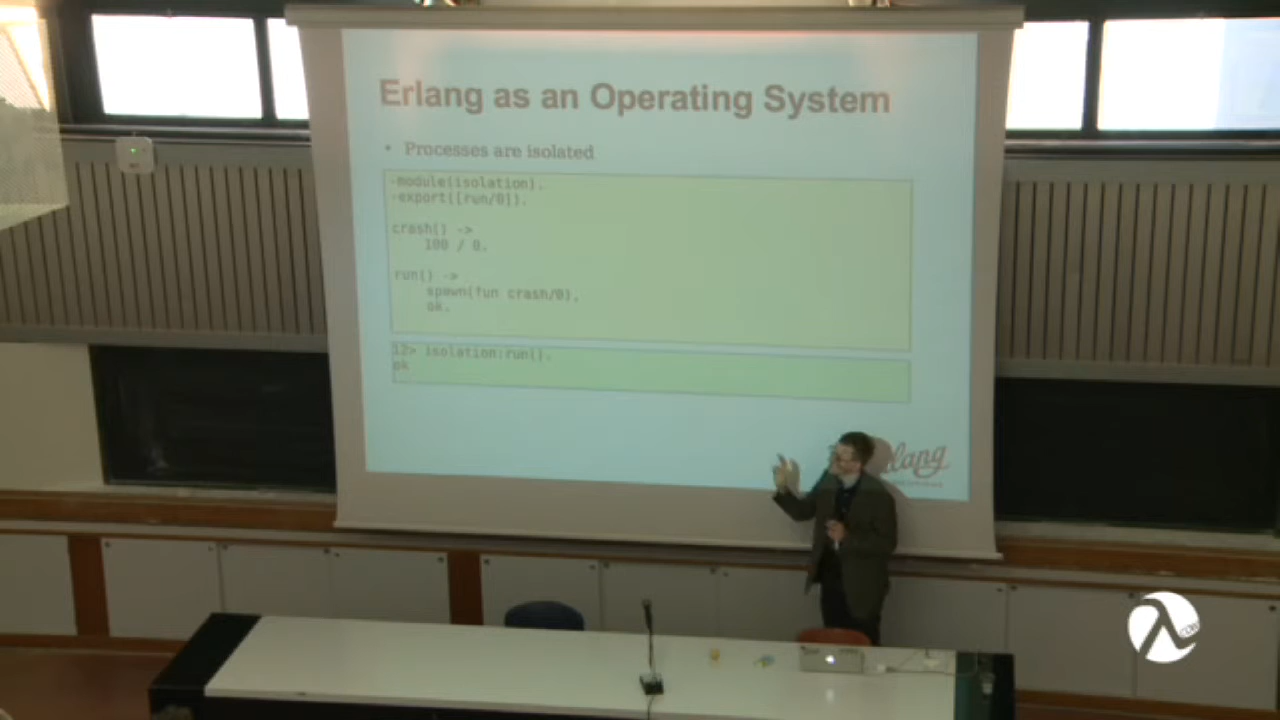 Erlang as an Operating System
• Processes are isolated
-module(isolation).
-export([run/0]).
crash() ->
100 / 0.
run() ->
spawn(fun crash/0),
ok.
12> isolation:run().
ok
lang
λ